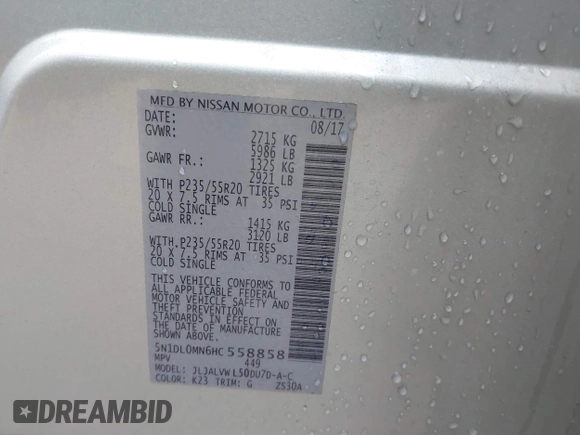 MFD BY NISSAN MOTOR CO., LTD.
DATE: 08/17
GVWR: 2715 KG
5986 LB
GAWR FR.: 1325 KG
2921 LB
WITH P235/55R20 TIRES
20 X 7.5 RIMS AT 35 PSI
COLD SINGLE
GAWR RR.: 1415 KG
3120 LB
WITH P235/55R20 TIRES
20 X 7.5 RIMS AT 35 PSI
COLD SINGLE
THIS VEHICLE CONFORMS TO
ALL APPLICABLE FEDERAL
MOTOR VEHICLE SAFETY AND
THEFT PREVENTION
STANDARDS IN EFFECT ON
THE DATE OF MANUFACTURE
SHOWN ABOVE.
5N1DL0MN6HC558858
MPV 449
MODEL: JLJALVWL50DU7D-A-C
COLOR: K23 TRIM: G ZS30A
DREAMBID